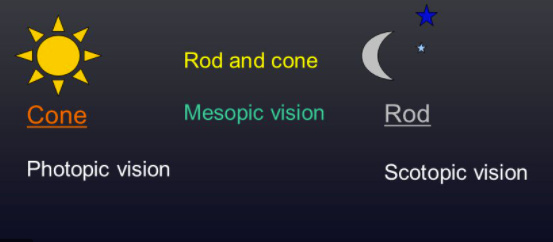 Rod and cone
Cone
Mesopic vision
Rod
Photopic vision
Scotopic vision